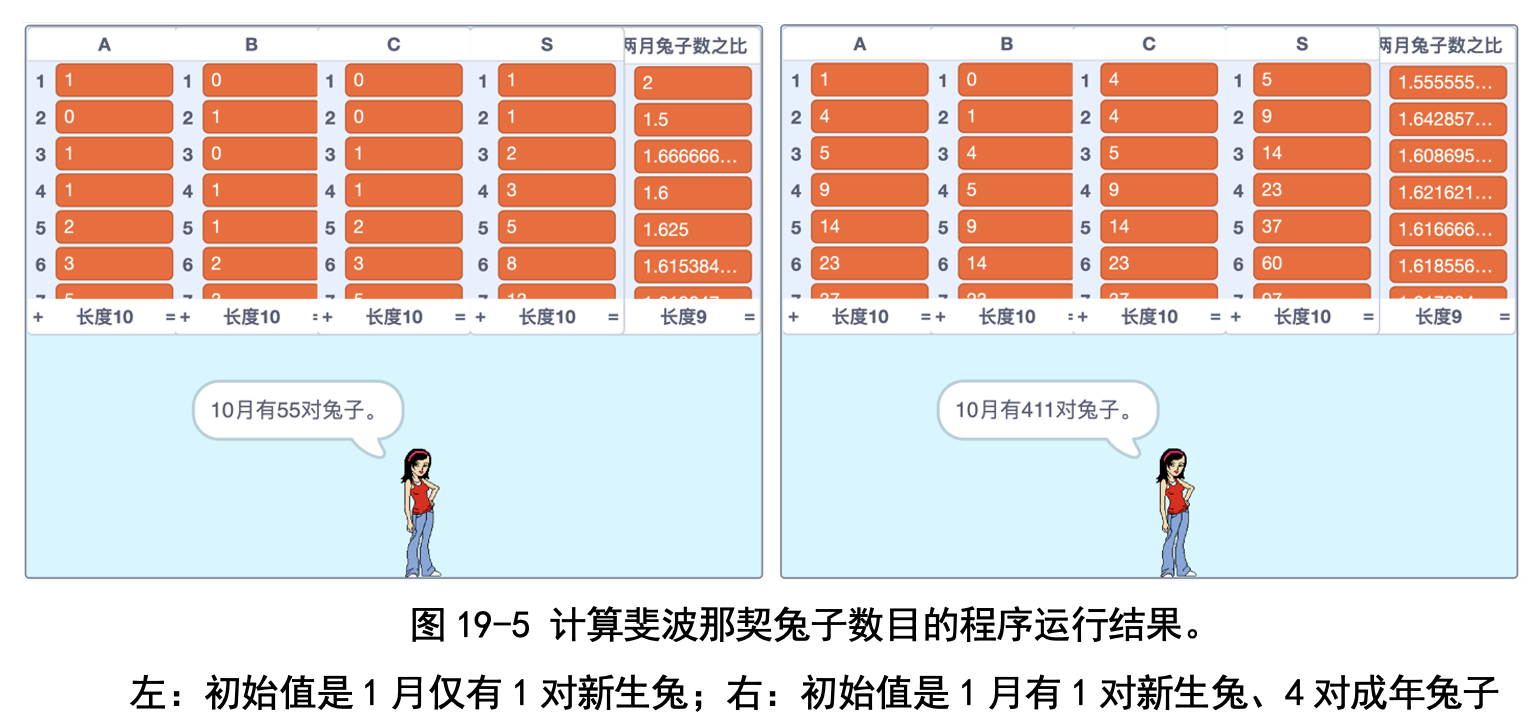 A B C S 两月兔子数之比
1 1 1 0 1 0 1 1 2
2 0 2 1 2 0 2 1 1.5
3 1 3 0 3 1 3 2 1.666666...
4 1 4 1 4 1 4 3 1.6
5 2 5 1 5 2 5 5 1.625
6 3 6 2 6 3 6 8 1.615384...
+ 长度10 = + 长度10 = + 长度10 = + 长度10 = 长度9 =
10月有55对兔子。
A B C S 两月兔子数之比
1 1 1 0 1 4 1 5 1.555555...
2 4 2 1 2 4 2 9 1.642857...
3 5 3 4 3 5 3 14 1.608695...
4 9 4 5 4 9 4 23 1.621621...
5 14 5 9 5 14 5 37 1.616666...
6 23 6 14 6 23 6 60 1.618556...
+ 长度10 = + 长度10 = + 长度10 = + 长度10 = 长度9 =
10月有411对兔子。
图 19-5 计算斐波那契兔子数目的程序运行结果。
左：初始值是 1 月仅有 1 对新生兔；右：初始值是 1 月有 1 对新生兔、4 对成年兔子